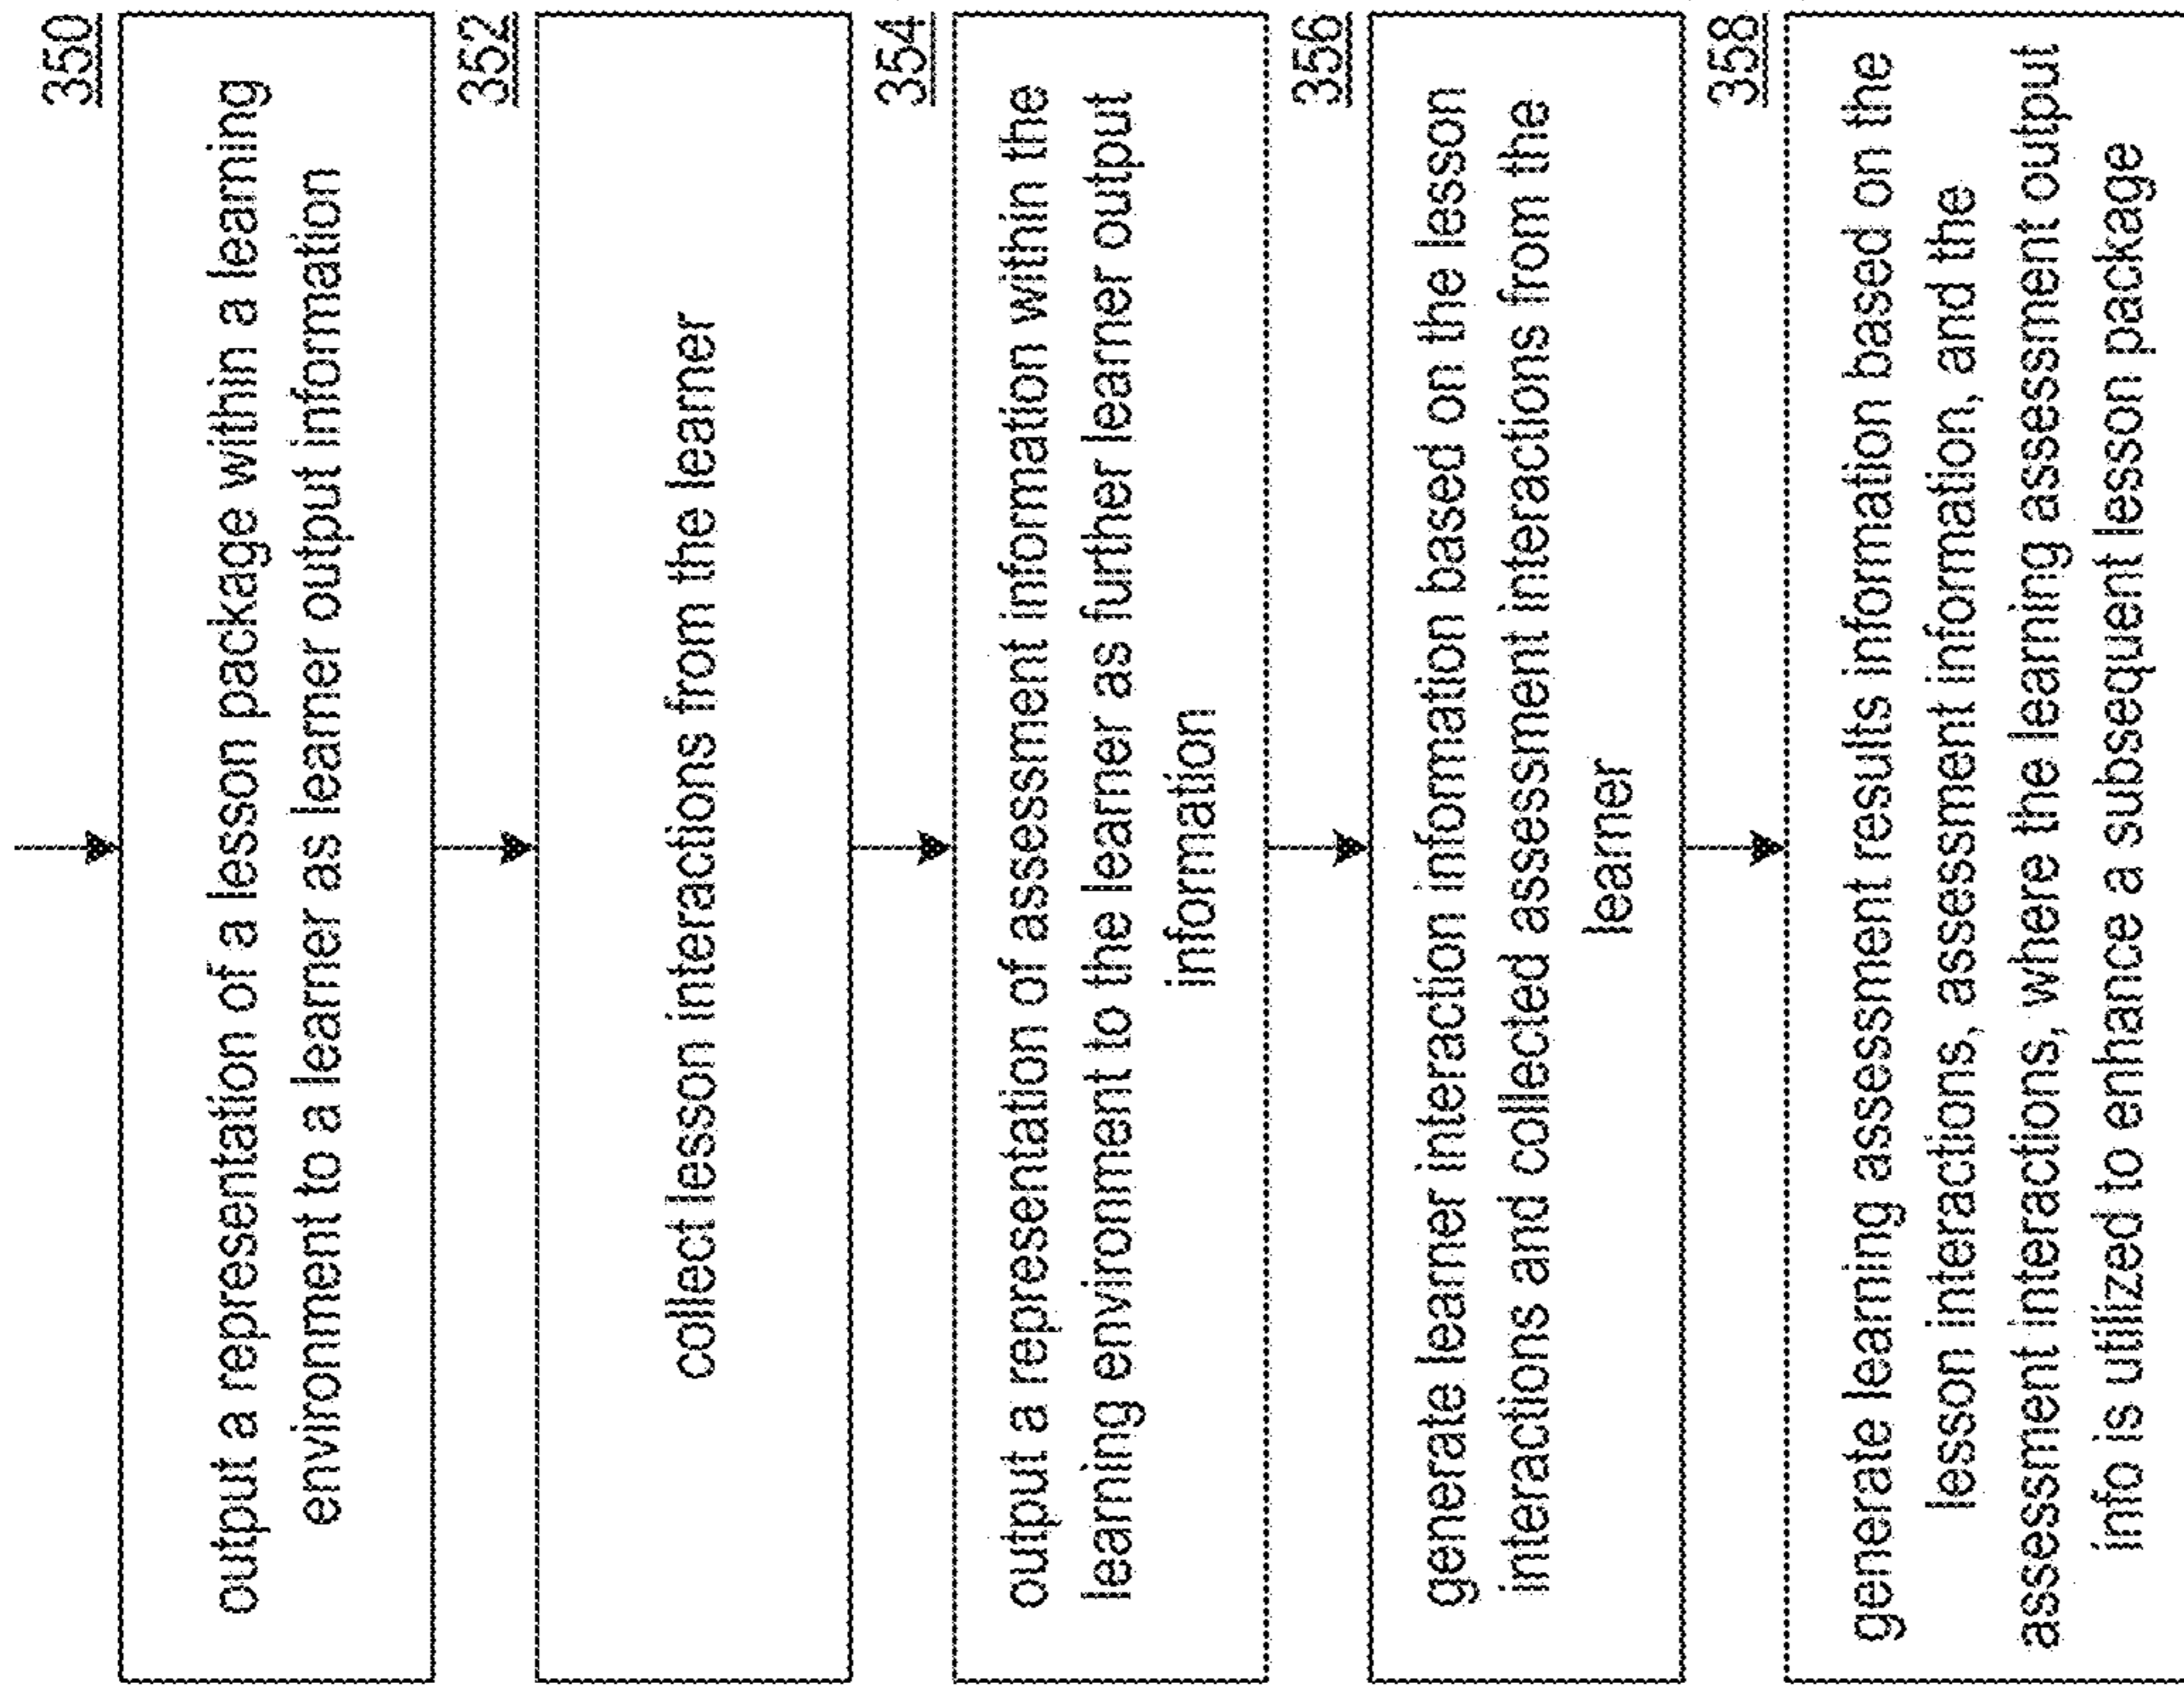 350
output a representation of a lesson package within a learning
environment to a learner as learner output information
352
collect lesson interactions from the learner
354
output a representation of assessment information within the
learning environment to the learner as further learner output
information
356
generate learner interaction information based on the lesson
interactions and collected assessment interactions from the
learner
358
generate learning assessment results information based on the
lesson interactions, assessment information, and the
assessment interactions, where the learning assessment output
info is utilized to enhance a subsequent lesson package